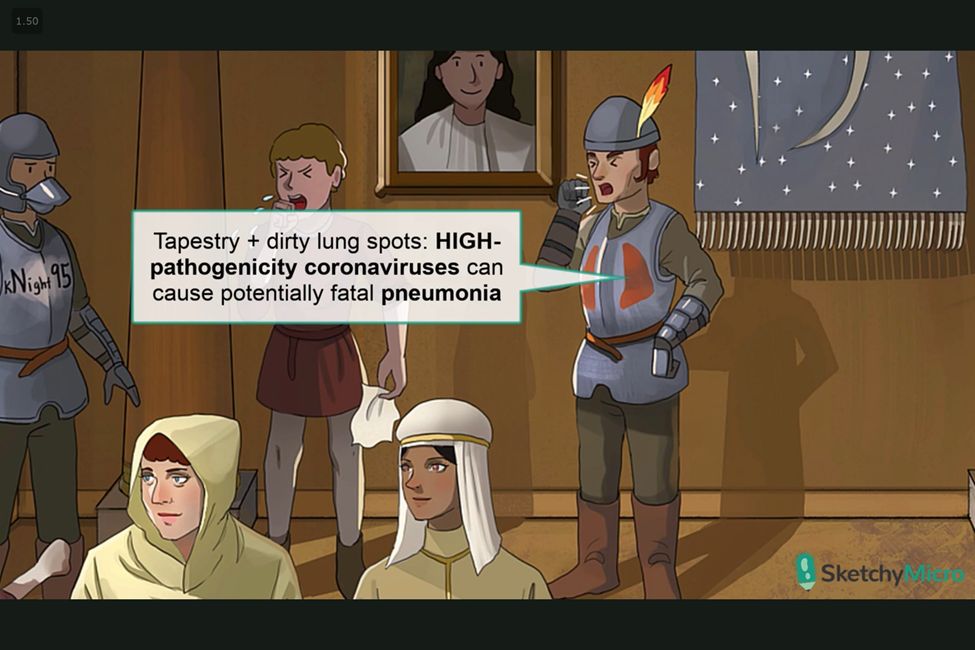 1.50
Tapestry + dirty lung spots: HIGH-
pathogenicity coronaviruses can
cause potentially fatal pneumonia
kNight 95
SketchyMicro